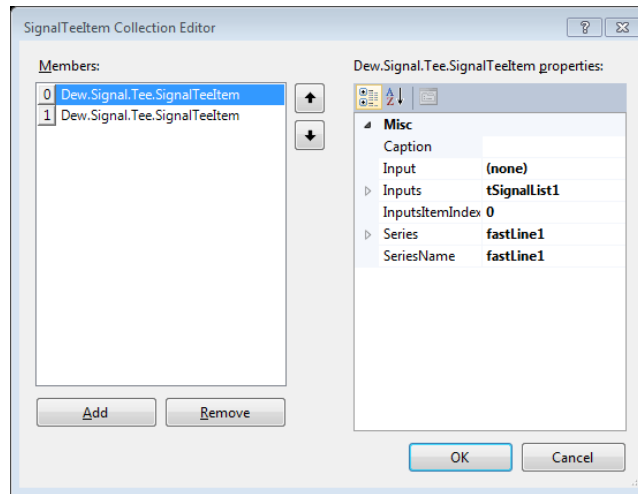 SignalTeeItem Collection Editor
Members:
0 Dew.Signal.Tee.SignalTeeItem
1 Dew.Signal.Tee.SignalTeeItem
Add Remove
Dew.Signal.Tee.SignalTeeItem properties:
Misc
Caption
Input (none)
Inputs tSignalList1
InputsItemIndex 0
Series fastLine1
SeriesName fastLine1
OK Cancel